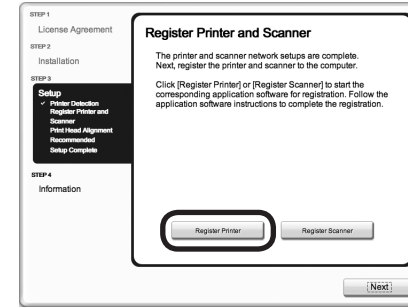 STEP 1
License Agreement
STEP 2
Installation
STEP 3
Setup
✓ Printer Detection
Register Printer and
Scanner
Print Head Alignment
Recommended
Setup Complete
STEP 4
Information
Register Printer and Scanner
The printer and scanner network setups are complete.
Next, register the printer and scanner to the computer.
Click [Register Printer] or [Register Scanner] to start the
corresponding application software for registration. Follow the
application software instructions to complete the registration.
Register Printer
Register Scanner
Next